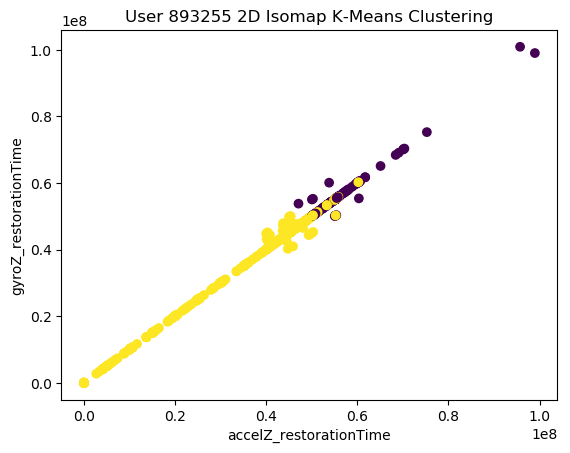 User 893255 2D Isomap K-Means Clustering
1e8
1.0
0.8
0.6
0.4
0.2
0.0
gyroZ_restorationTime
0.0 0.2 0.4 0.6 0.8 1.0
1e8
accelZ_restorationTime